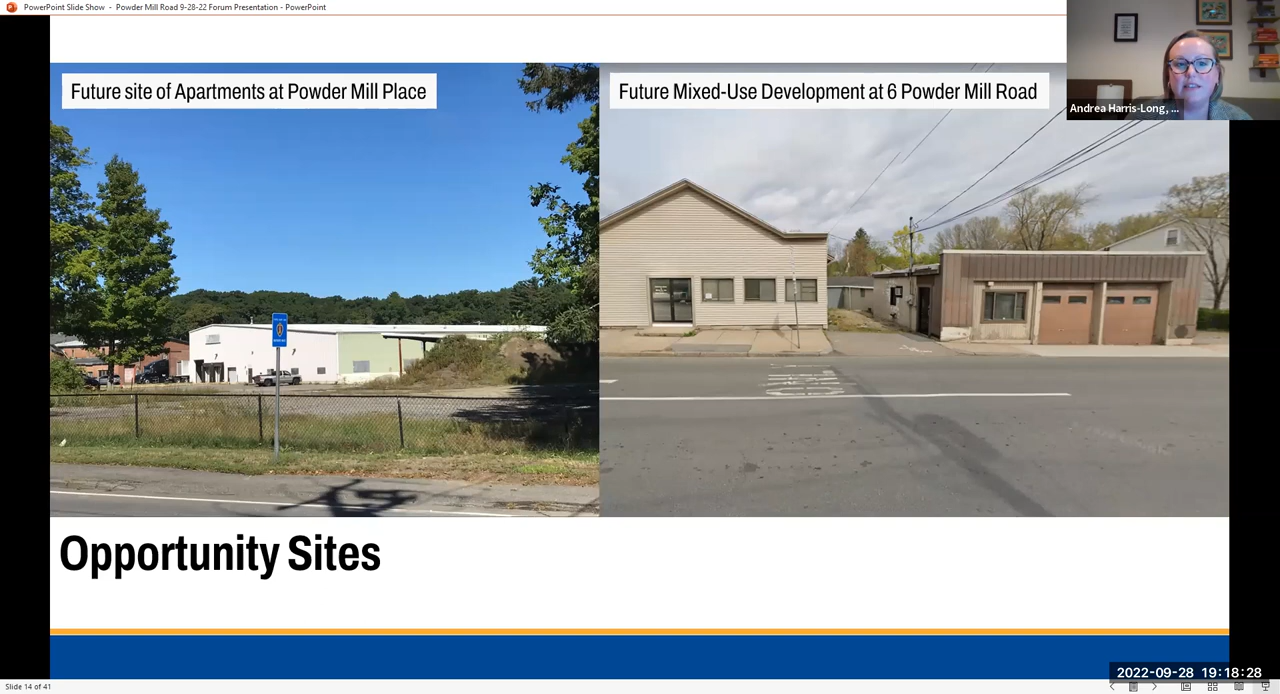 PowerPoint Slide Show - Powder Mill Road 9-28-22 Forum Presentation - PowerPoint
Future site of Apartments at Powder Mill Place
Future Mixed-Use Development at 6 Powder Mill Road
Andrea Harris-Long, ...
Opportunity Sites
2022-09-28 19:18:28
Slide 14 of 41